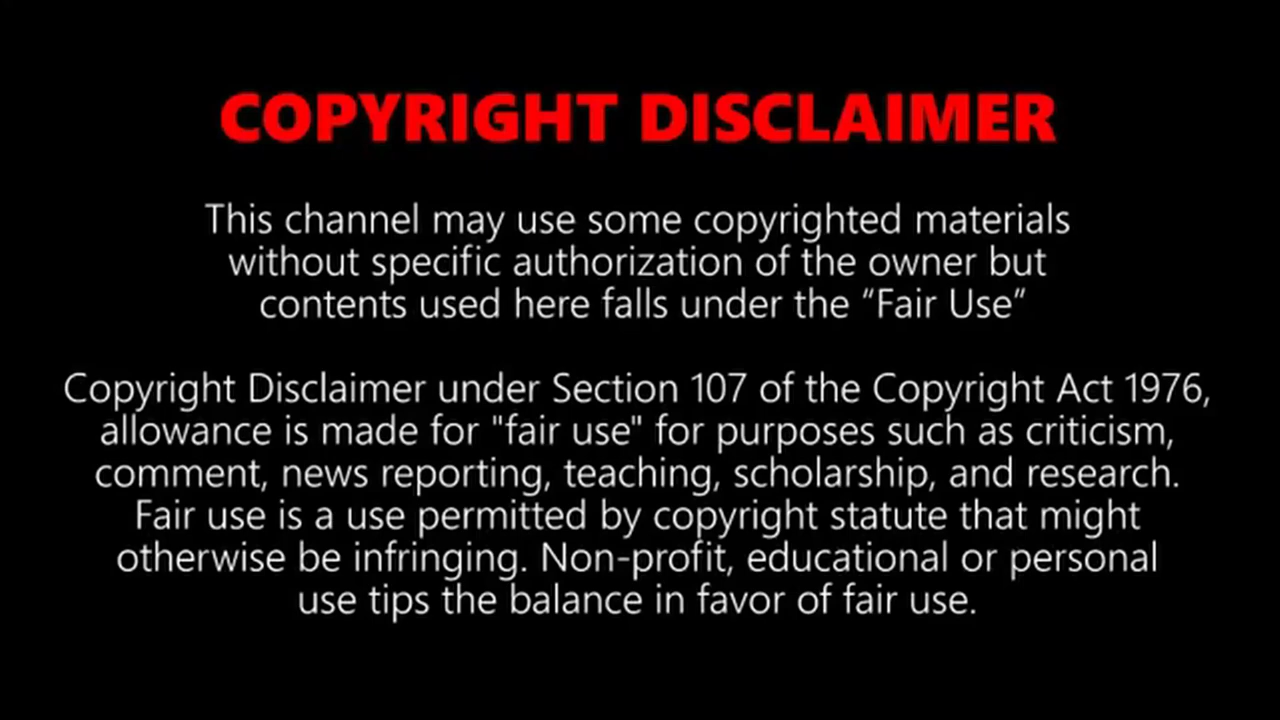 COPYRIGHT DISCLAIMER
This channel may use some copyrighted materials
without specific authorization of the owner but
contents used here falls under the “Fair Use”
Copyright Disclaimer under Section 107 of the Copyright Act 1976,
allowance is made for "fair use" for purposes such as criticism,
comment, news reporting, teaching, scholarship, and research.
Fair use is a use permitted by copyright statute that might
otherwise be infringing. Non-profit, educational or personal
use tips the balance in favor of fair use.